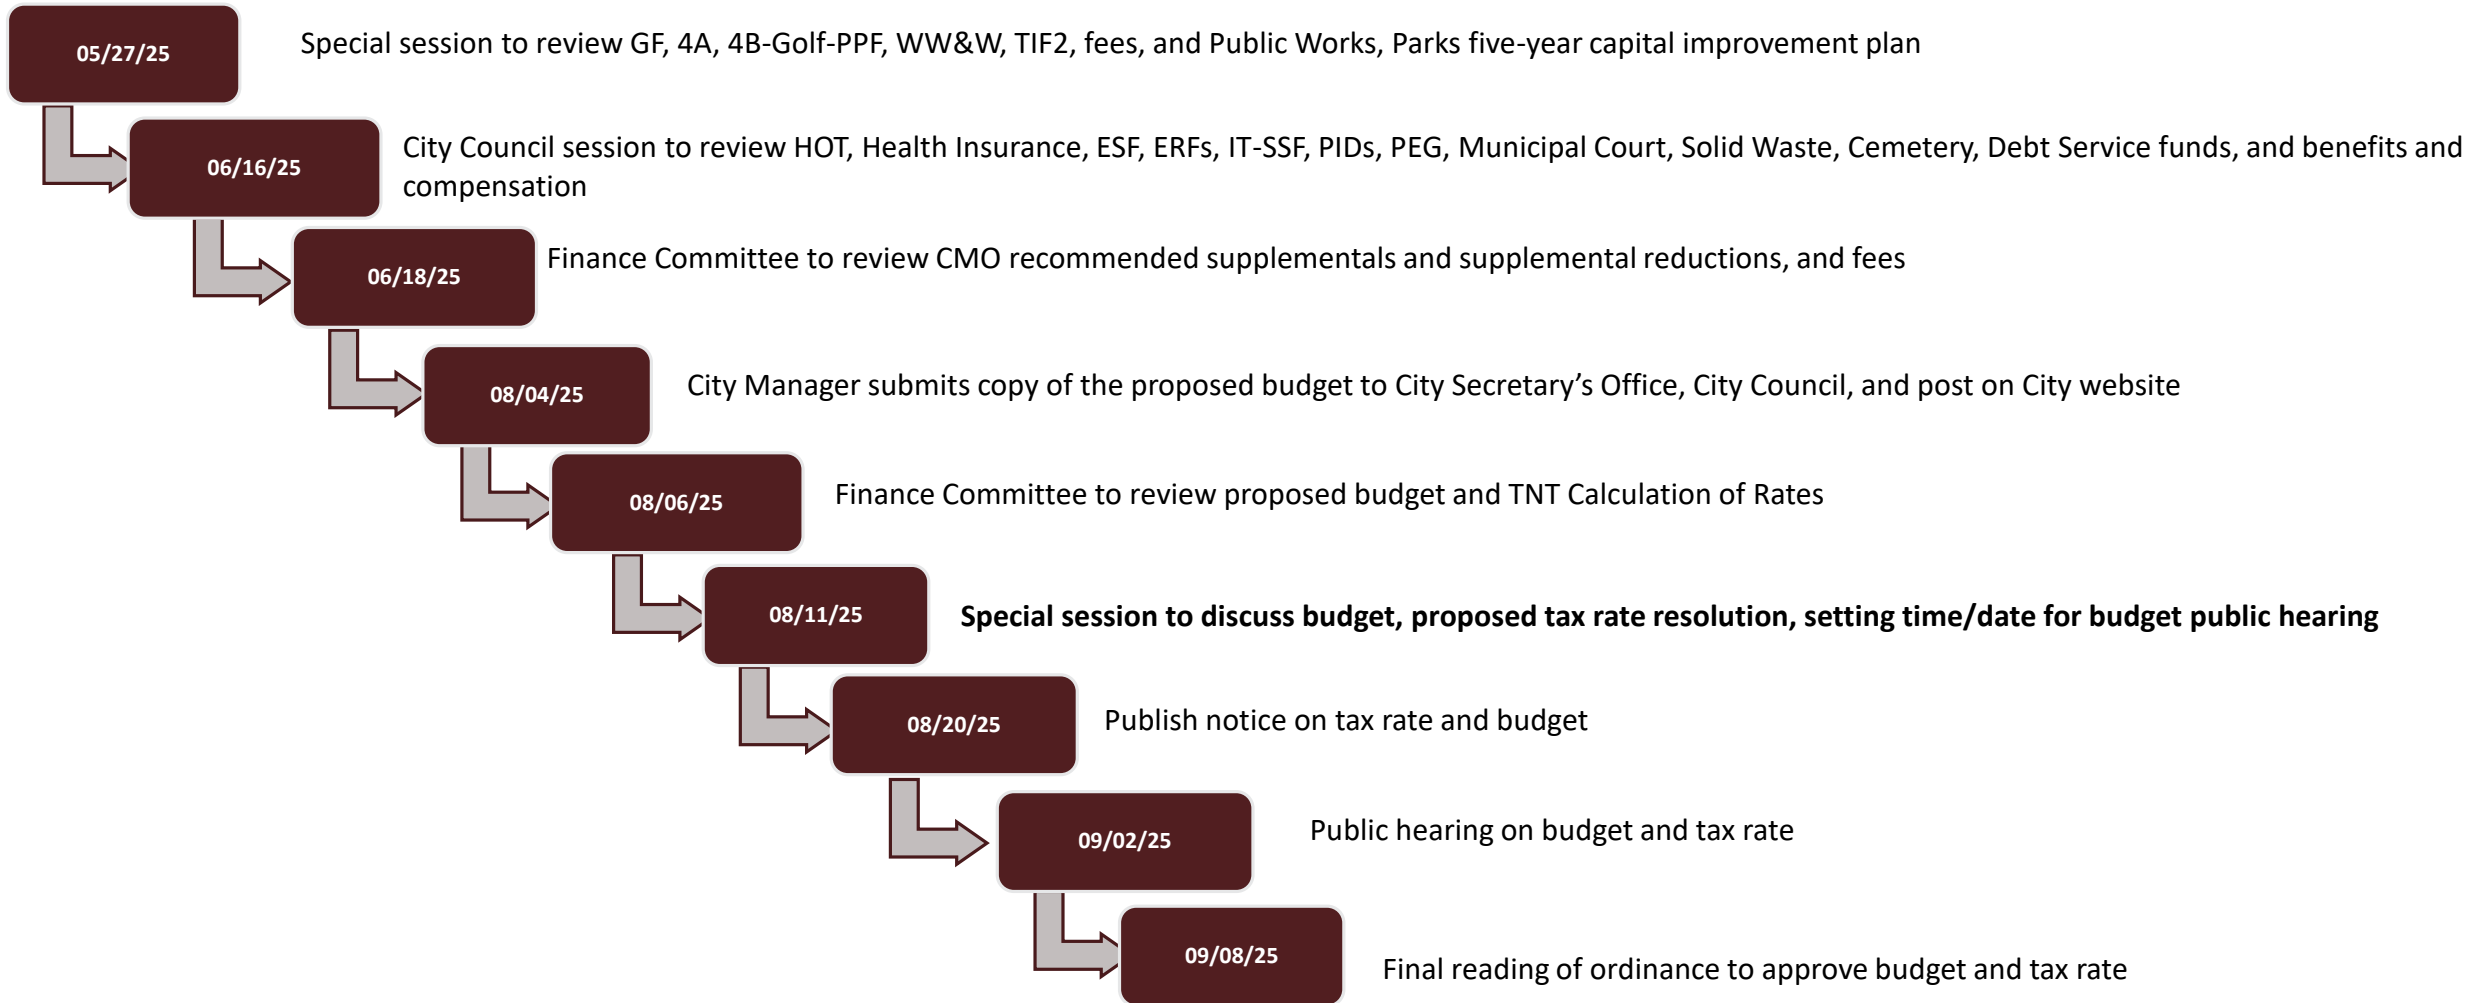 05/27/25
Special session to review GF, 4A, 4B-Golf-PPF, WW&W, TIF2, fees, and Public Works, Parks five-year capital improvement plan
06/16/25
City Council session to review HOT, Health Insurance, ESF, ERFs, IT-SSF, PIDs, PEG, Municipal Court, Solid Waste, Cemetery, Debt Service funds, and benefits and
compensation
06/18/25
Finance Committee to review CMO recommended supplementals and supplemental reductions, and fees
08/04/25
City Manager submits copy of the proposed budget to City Secretary’s Office, City Council, and post on City website
08/06/25
Finance Committee to review proposed budget and TNT Calculation of Rates
08/11/25
Special session to discuss budget, proposed tax rate resolution, setting time/date for budget public hearing
08/20/25
Publish notice on tax rate and budget
09/02/25
Public hearing on budget and tax rate
09/08/25
Final reading of ordinance to approve budget and tax rate